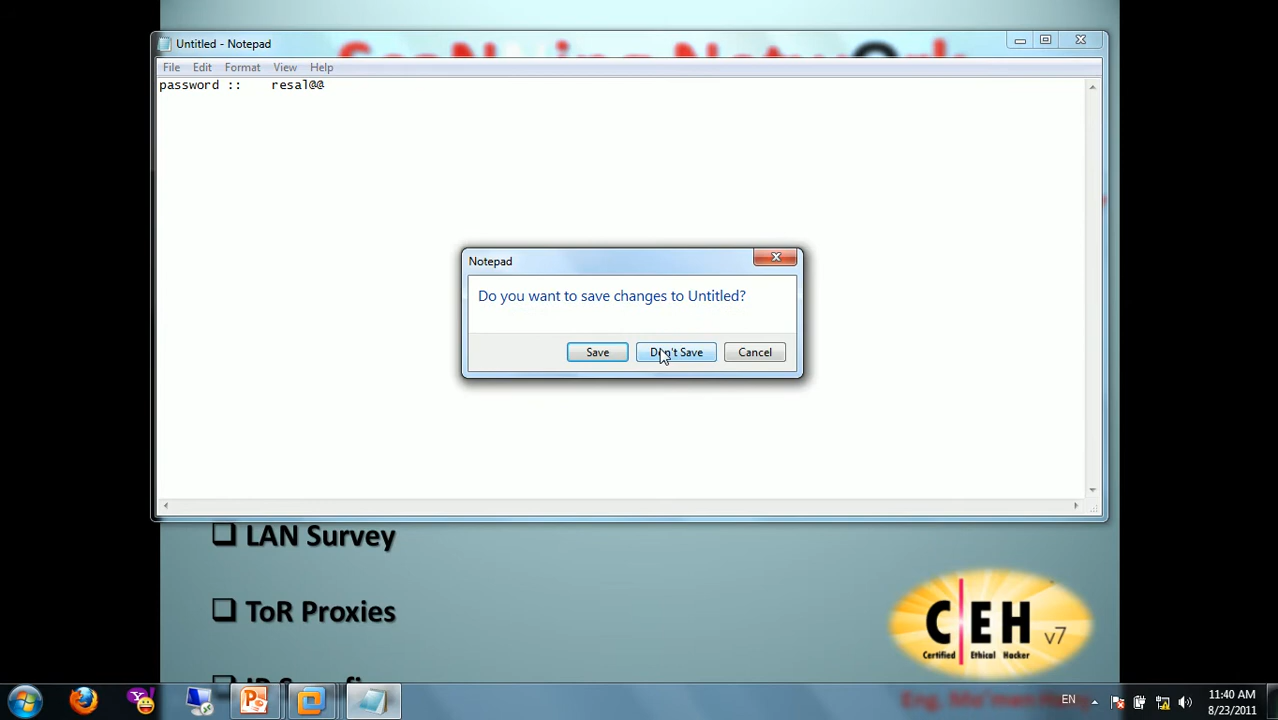 Untitled - Notepad
File Edit Format View Help
password :: resal@@
Notepad
Do you want to save changes to Untitled?
Save Don't Save Cancel
LAN Survey
ToR Proxies
CEH v7
Certified Ethical Hacker
EN
11:40 AM
8/23/2011